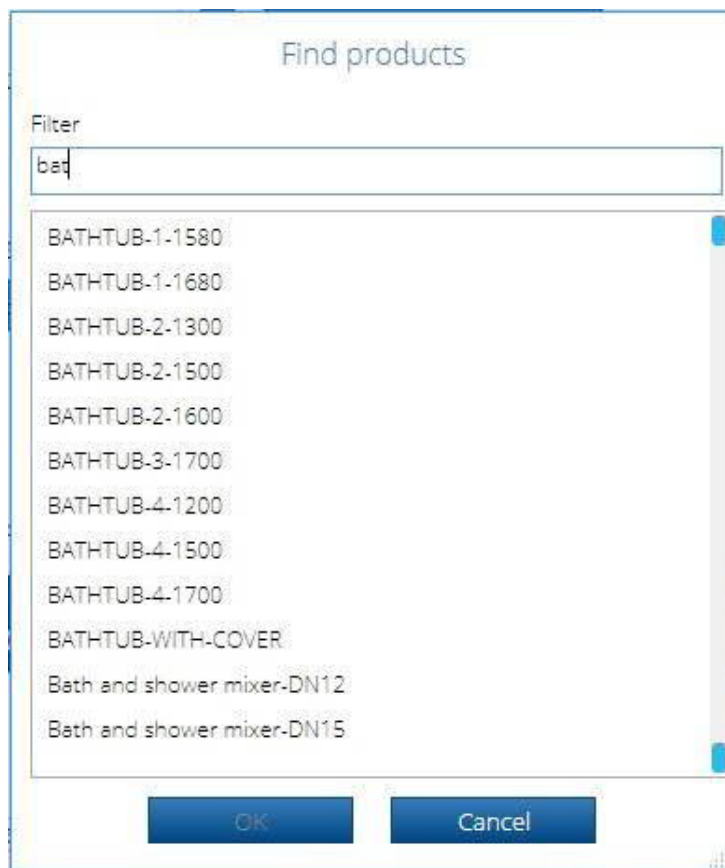 Find products
Filter
bat
BATHTUB-1-1580
BATHTUB-1-1680
BATHTUB-2-1300
BATHTUB-2-1500
BATHTUB-2-1600
BATHTUB-3-1700
BATHTUB-4-1200
BATHTUB-4-1500
BATHTUB-4-1700
BATHTUB-WITH-COVER
Bath and shower mixer-DN12
Bath and shower mixer-DN15
OK
Cancel